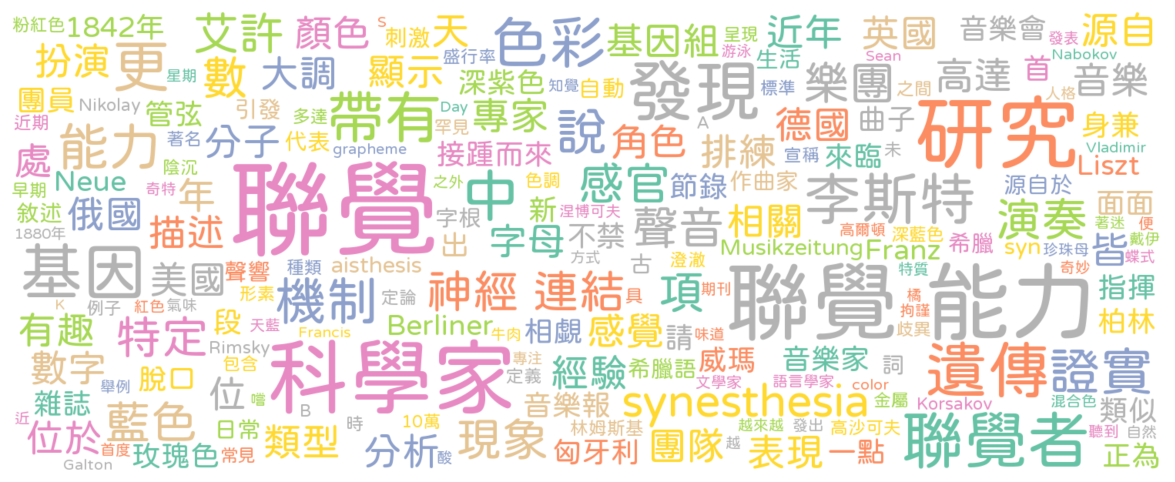 粉紅色 1842年 艾許 顏色 S 刺激 天 色彩 基因組 呈現 近年 英國 音樂會 源自
扮演 更 星期 數 大調 顯示 盛行率 深紫色 知覺 自動 游泳 生活 Sean 發表 Nabokov
團員 Nikolay 管弦 引發 多達 帶有 Day 專家 發現 標準 樂團 之間 高達 首 人格 音樂
近期 能力 著名 分子 代表 罕見 grapheme 說 角色 A 排練 德國 宣稱 曲子 來臨 未 研究 身兼 Vladimir
處 早期 Neue 陰沉 奇特 接踵而來 之外 色調 感官 節錄 作曲家 李斯特 Liszt 源自於 面面
敘述 年 俄國 聯覺 中 新 涅博可夫 聲音 相關 高爾頓 深藍色 演奏 著迷 便
1880年 描述 字根 出 字母 方式 不禁 古 Musikzeitung 澄澈 Franz 希臘 syn 珍珠母 皆 戴伊 蝶式
基因 美國 聲響 種類 aisthesis 神經 連結 具 項 期刊 聯覺能力 特質 奇妙 指揮
K 例子 紅色 氣味 形素 機制 定論 橘 拘謹 歧異 柏林
有趣 特定 段 天藍 Francis Berliner 牛肉 相覷 感覺 請 味道
數字 Rimsky 包含 科學家 專注 定義 經驗 希臘語 威瑪 音樂家 詞 遺傳 證實
舉例 脫口 位 嚐 文學家 語言學家 color 金屬 混合色
雜誌 近 藍色 日常 B 時 10萬 音樂報 synesthesia Korsakov 類似
位於 首度 玫瑰色 常見 類型 分析 酸 現象 林姆斯基 匈牙利 團隊 越來越 越 發出 高沙可夫 表現 一點 聯覺者 聽到 自然 正為
Galton